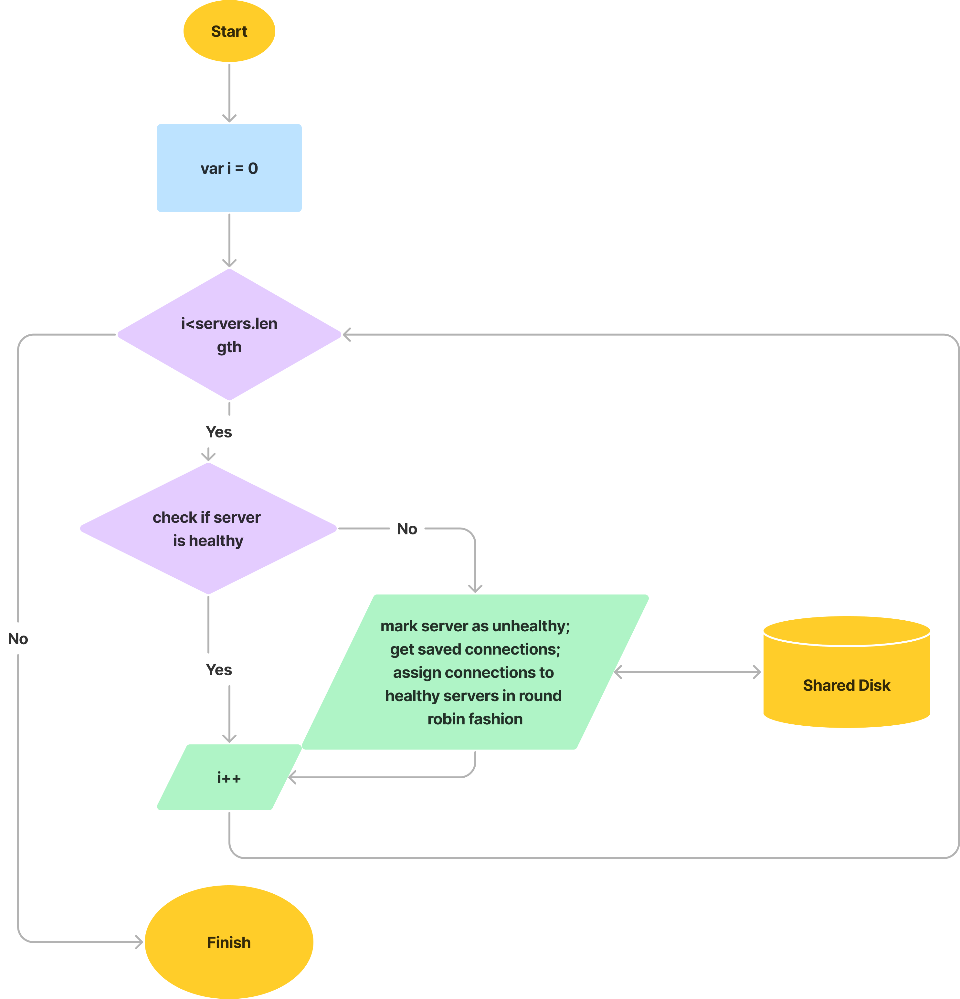 Start
var i = 0
i<servers.len
gth
Yes
check if server
is healthy
No
mark server as unhealthy;
get saved connections;
assign connections to
healthy servers in round
robin fashion
Shared Disk
No
Yes
i++
Finish